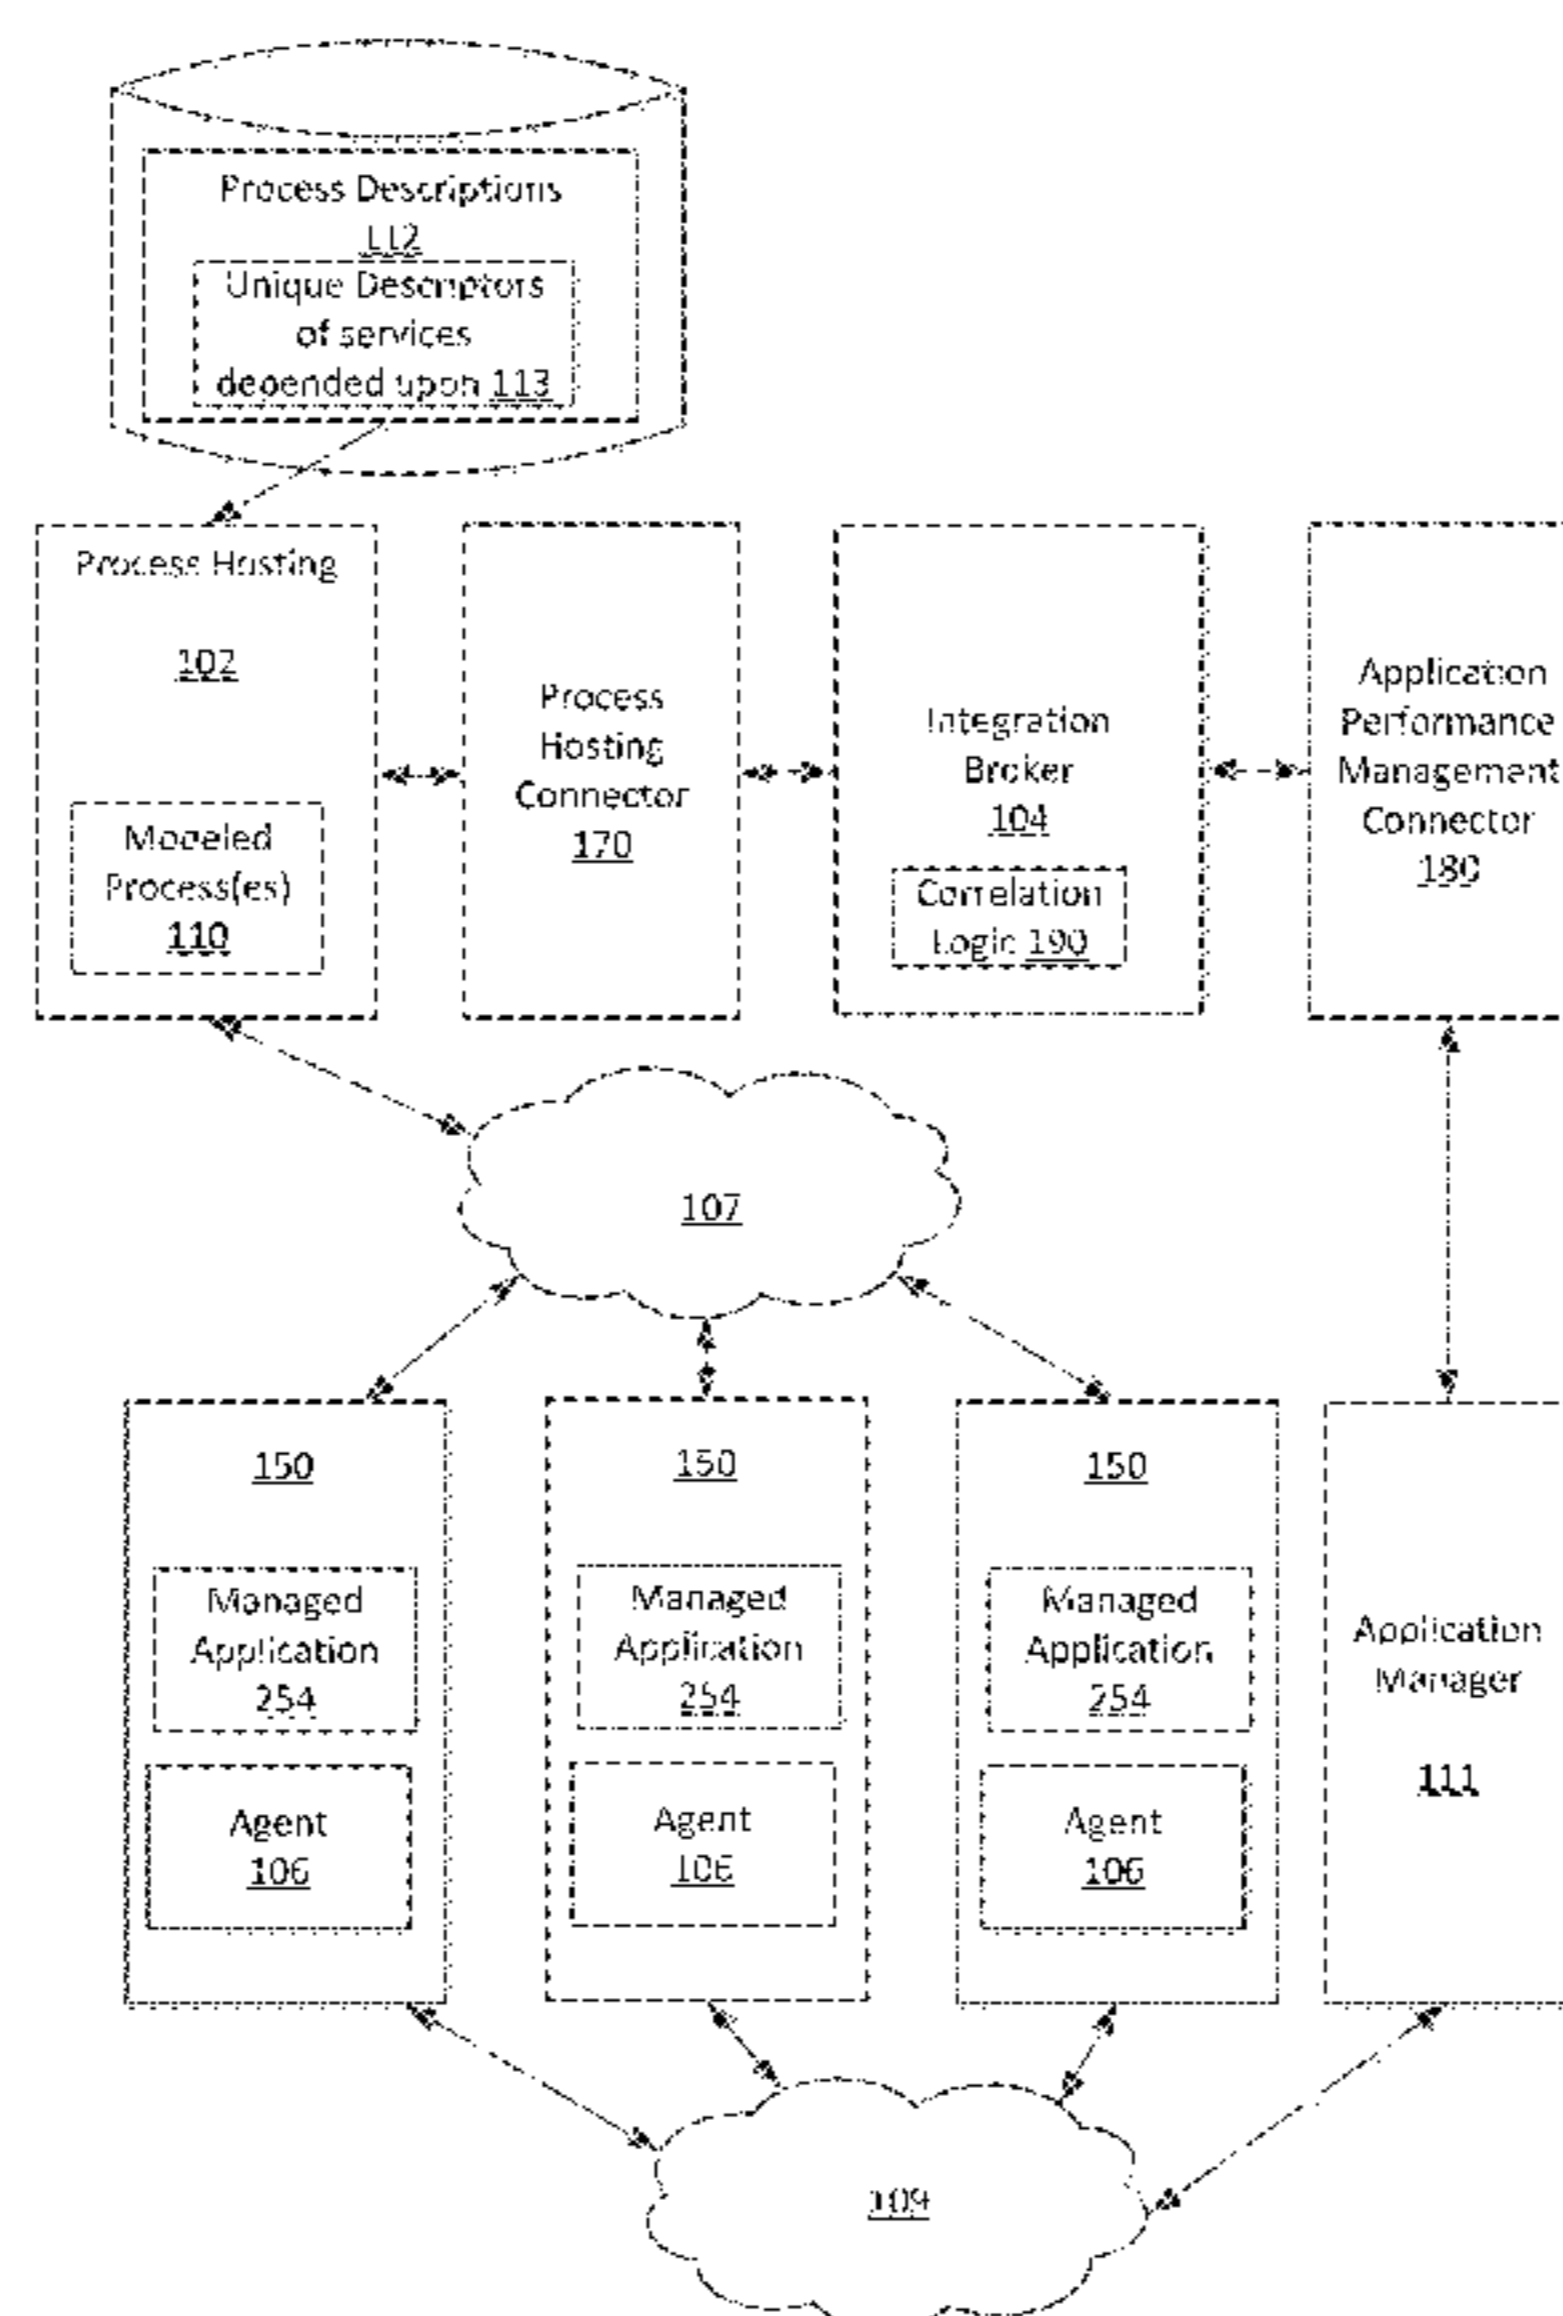 Process Descriptions
112
Unique Descriptors
of services
depended upon 113
Process Hosting
102
Modeled
Process(es)
110
Process
Hosting
Connector
170
Integration
Broker
104
Correlation
Logic 190
Application
Performance
Management
Connector
180
107
150
Managed
Application
254
Agent
106
150
Managed
Application
254
Agent
106
150
Managed
Application
254
Agent
106
Application
Manager
111
109